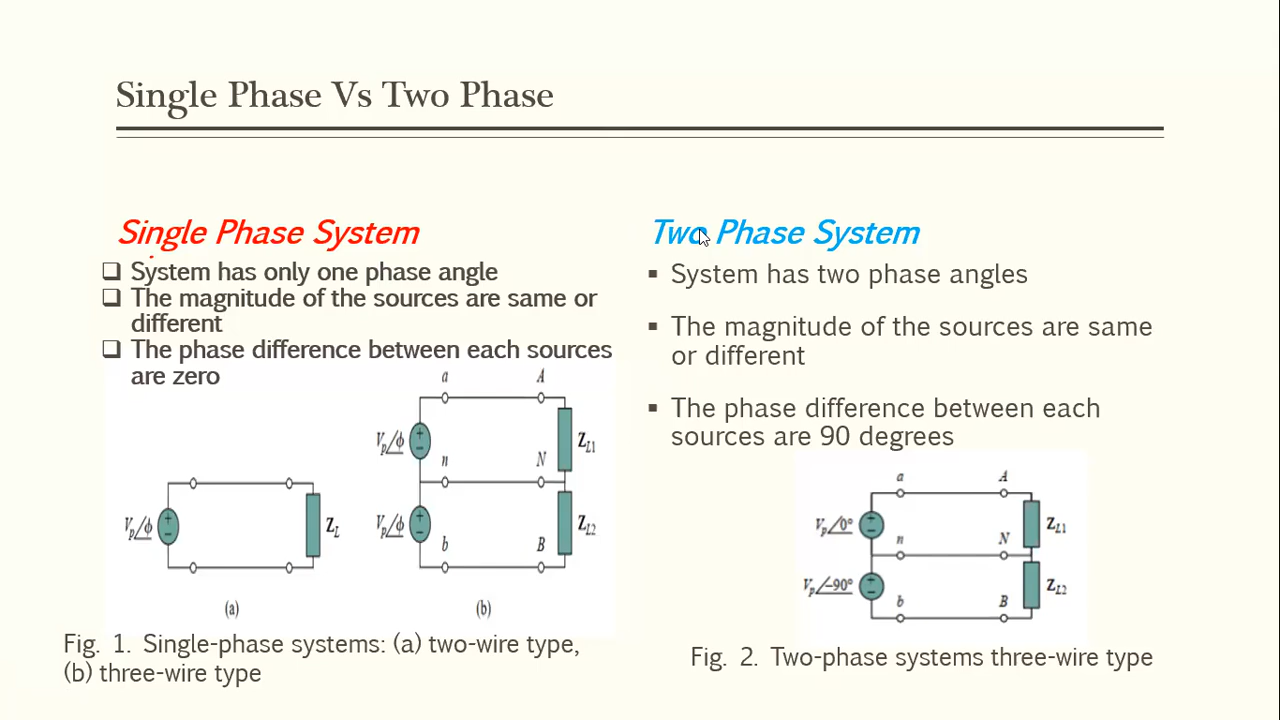 Single Phase Vs Two Phase
Single Phase System
❑ System has only one phase angle
❑ The magnitude of the sources are same or
different
❑ The phase difference between each sources
are zero
a A
Vp/ϕ ZL1
n N
Vp/ϕ ZL Vp/ϕ ZL2
b B
(a) (b)
Fig. 1. Single-phase systems: (a) two-wire type,
(b) three-wire type
Two Phase System
▪ System has two phase angles
▪ The magnitude of the sources are same
or different
▪ The phase difference between each
sources are 90 degrees
a A
Vp/0° ZL1
n N
Vp/−90° ZL2
b B
Fig. 2. Two-phase systems three-wire type